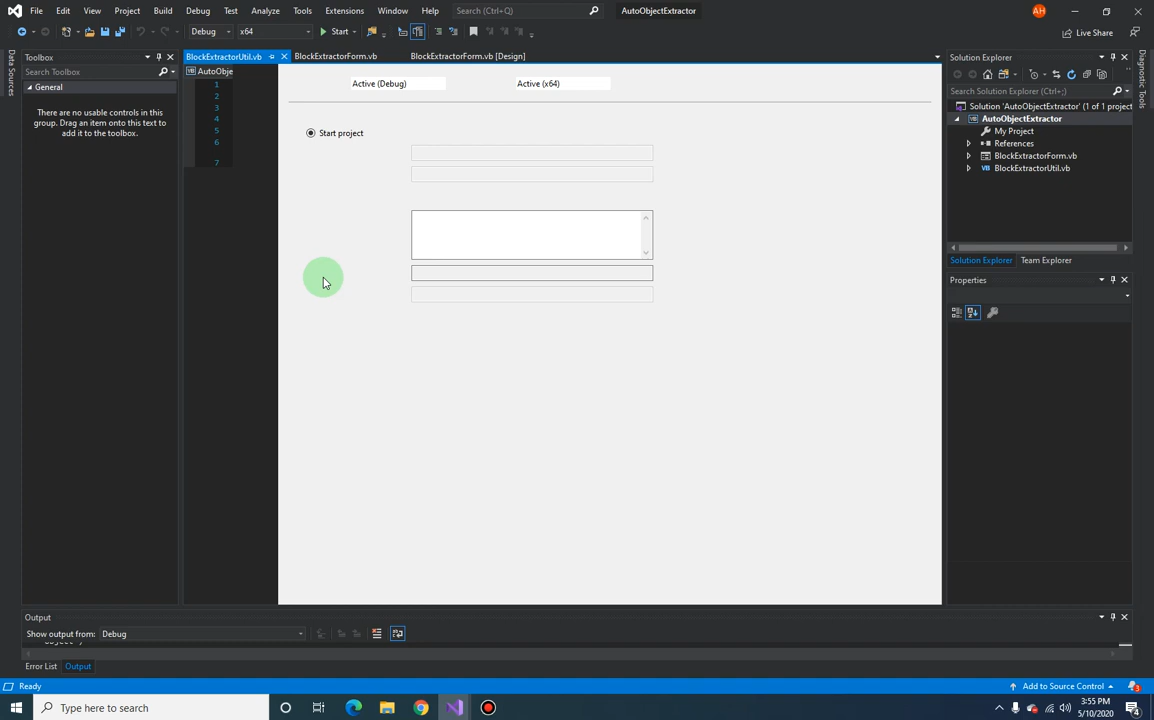 File Edit View Project Build Debug Test Analyze Tools Extensions Window Help Search (Ctrl+Q) AutoObjectExtractor AH
Debug x64 Start Live Share
Data Sources
Toolbox
Search Toolbox
General
There are no usable controls in this
group. Drag an item onto this text to
add it to the toolbox.
BlockExtractorUtil.vb BlockExtractorForm.vb BlockExtractorForm.vb [Design]
AutoObje
1
2
3
4
5
6
7
Active (Debug) Active (x64)
Start project
Solution Explorer
Search Solution Explorer (Ctrl+;)
Solution 'AutoObjectExtractor' (1 of 1 project
AutoObjectExtractor
My Project
References
BlockExtractorForm.vb
BlockExtractorUtil.vb
Solution Explorer Team Explorer
Properties
Diagnostic Tools
Output
Show output from: Debug
Error List Output
Ready Add to Source Control 3
Type here to search
3:55 PM
5/10/2020
4